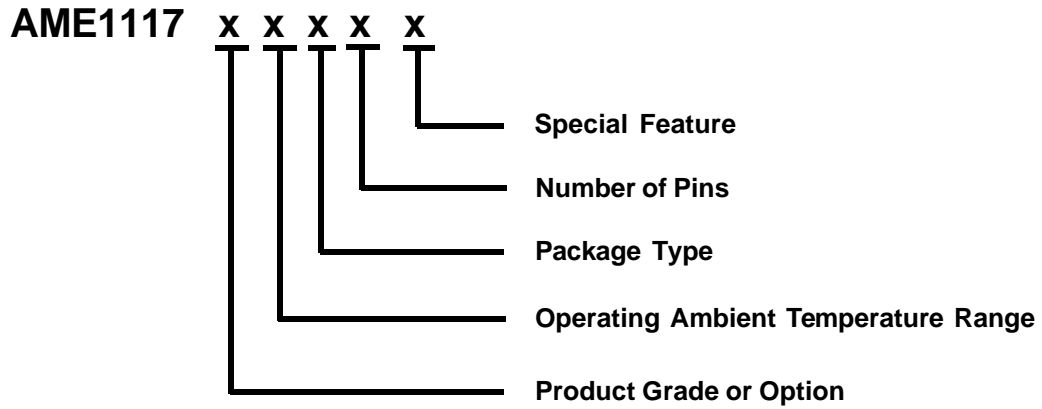 AME1117 x x x x x
Special Feature
Number of Pins
Package Type
Operating Ambient Temperature Range
Product Grade or Option